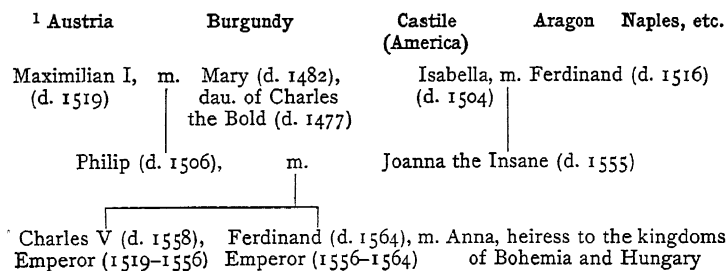 ¹ Austria Burgundy Castile Aragon Naples, etc.
(America)
Maximilian I, m. Mary (d. 1482), Isabella, m. Ferdinand (d. 1516)
(d. 1519) dau. of Charles (d. 1504)
the Bold (d. 1477)
Philip (d. 1506), m. Joanna the Insane (d. 1555)
Charles V (d. 1558), Ferdinand (d. 1564), m. Anna, heiress to the kingdoms
Emperor (1519–1556) Emperor (1556–1564) of Bohemia and Hungary